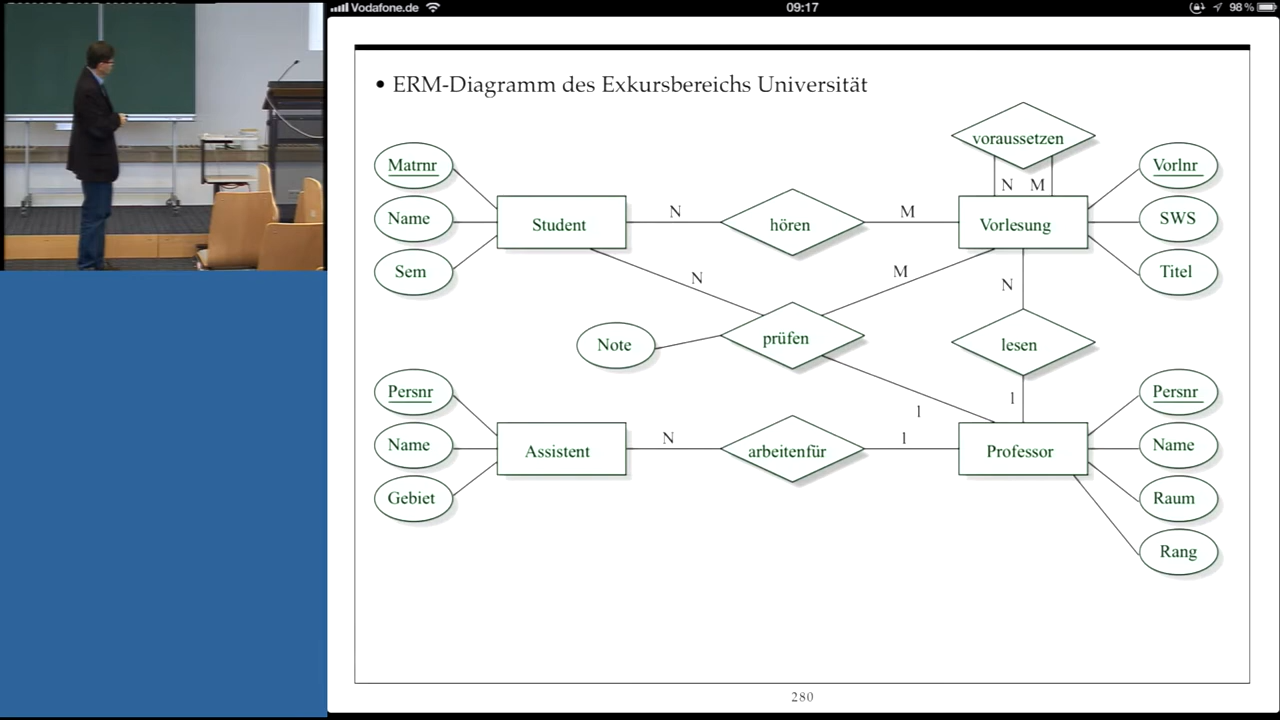 Vodafone.de
09:17
98 %
• ERM-Diagramm des Exkursbereichs Universität
voraussetzen
N M
Matrnr
Vorlnr
Name
Student
N
hören
M
Vorlesung
SWS
Sem
Titel
N
M
N
Note
prüfen
lesen
1
1
Persnr
Persnr
Name
Assistent
N
arbeitenfür
1
Professor
Name
Gebiet
Raum
Rang
280